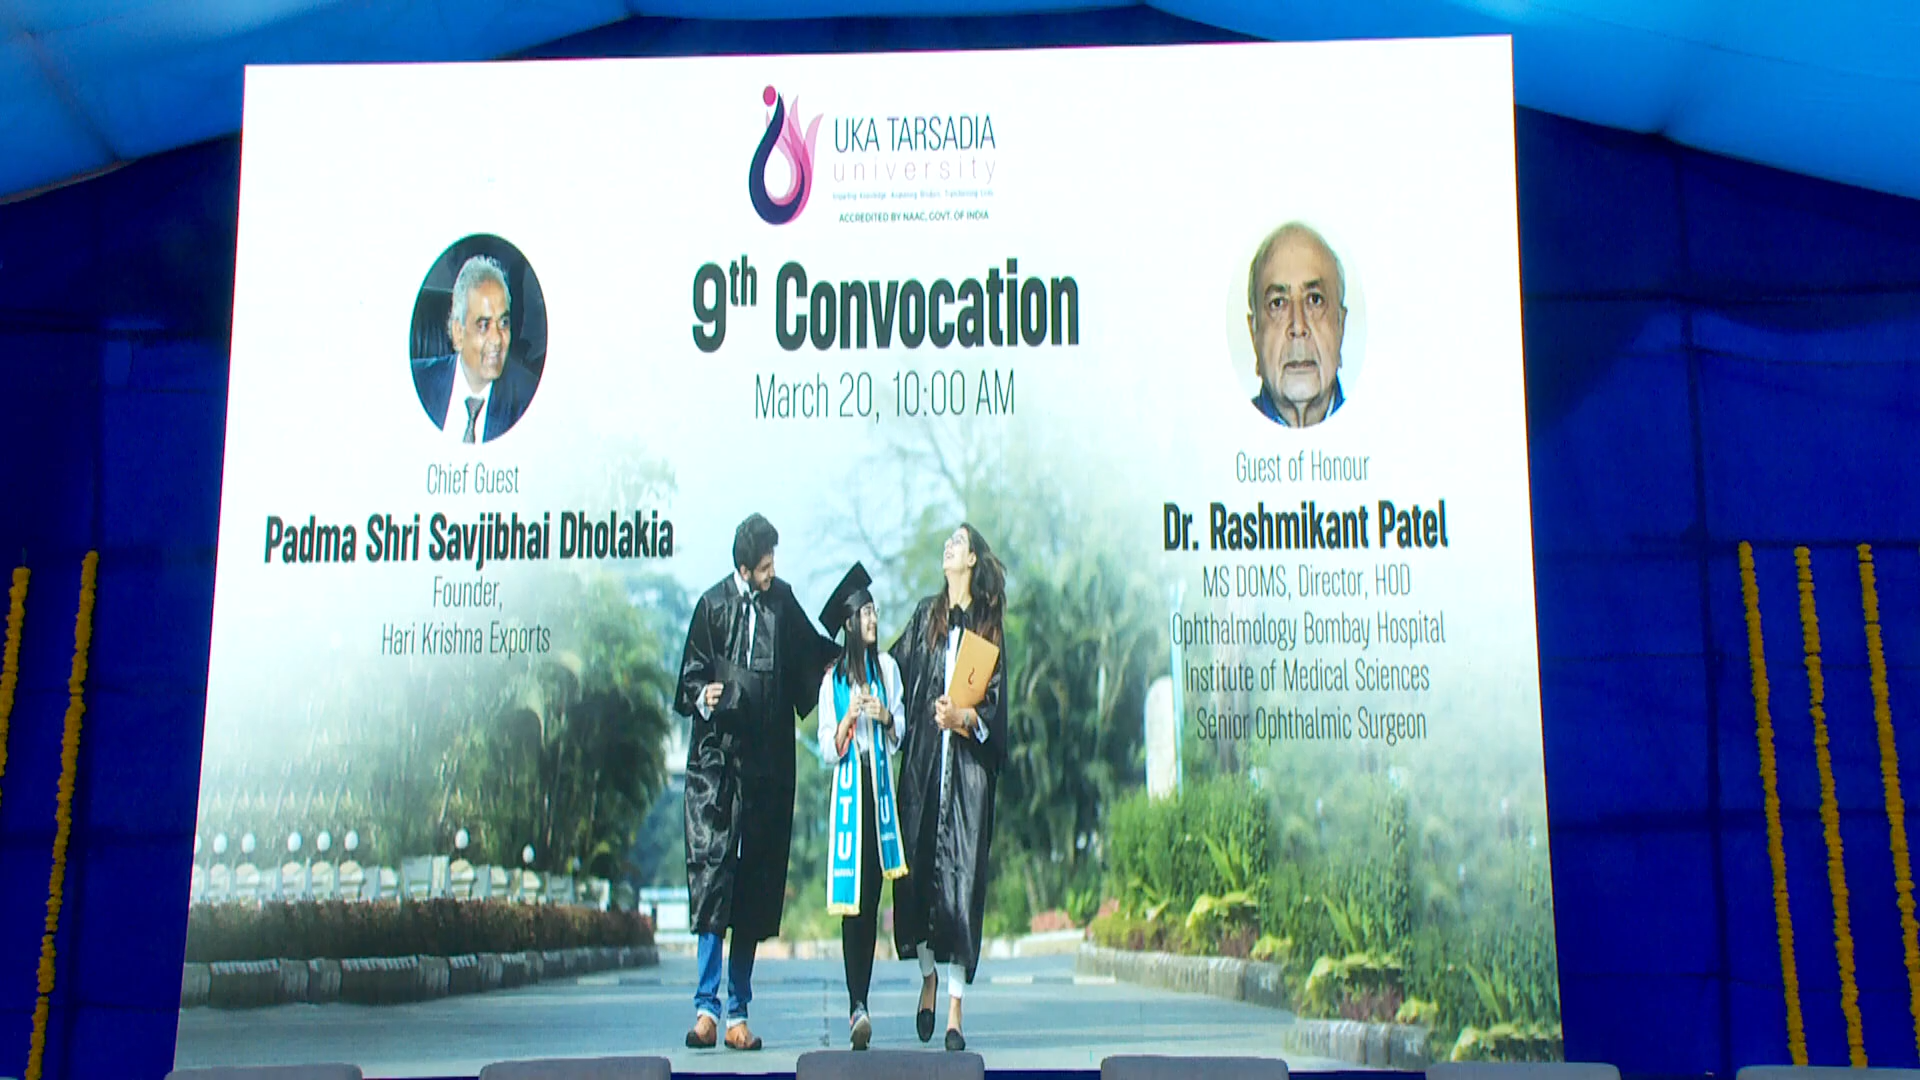 UKA TARSADIA
university
ACCREDITED BY NAAC, GOVT. OF INDIA
9th Convocation
March 20, 10:00 AM
Chief Guest
Padma Shri Savjibhai Dholakia
Founder,
Hari Krishna Exports
Guest of Honour
Dr. Rashmikant Patel
MS DOMS, Director, HOD
Ophthalmology Bombay Hospital
Institute of Medical Sciences
Senior Ophthalmic Surgeon
UTU